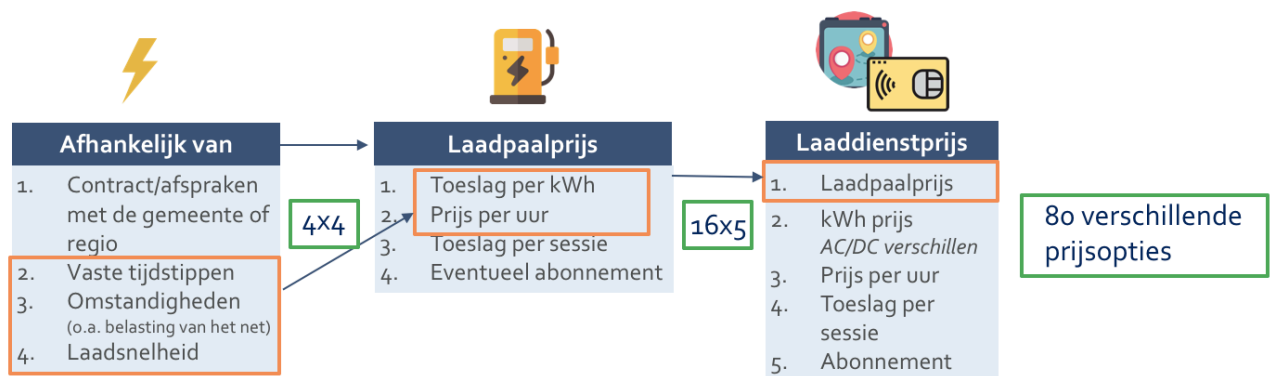 Afhankelijk van
1. Contract/afspraken
met de gemeente of
regio
2. Vaste tijdstippen
3. Omstandigheden
(o.a. belasting van het net)
4. Laadsnelheid
4x4
Laadpaalprijs
1. Toeslag per kWh
2. Prijs per uur
3. Toeslag per sessie
4. Eventueel abonnement
16x5
Laaddienstprijs
1. Laadpaalprijs
2. kWh prijs
AC/DC verschillen
3. Prijs per uur
4. Toeslag per
sessie
5. Abonnement
80 verschillende
prijsopties